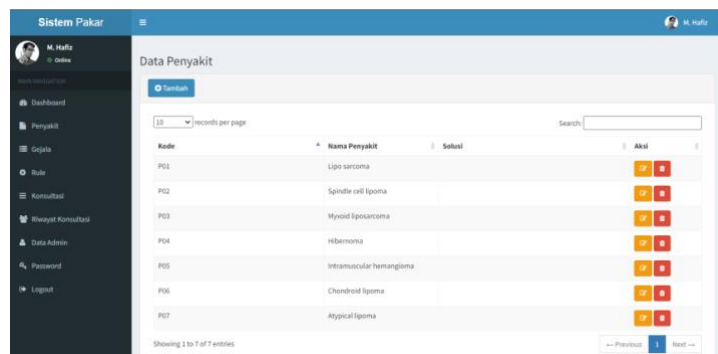 Sistem Pakar
M. Hafiz
M. Hafiz
Online
MAIN NAVIGATION
Dashboard
Penyakit
Gejala
Rule
Konsultasi
Riwayat Konsultasi
Data Admin
Password
Logout
Data Penyakit
Tambah
10 records per page
Search:
Kode Nama Penyakit Solusi Aksi
P01 Lipo sarcoma
P02 Spindle cell lipoma
P03 Myxoid liposarcoma
P04 Hibernoma
P05 Intramuscular hemangioma
P06 Chondroid lipoma
P07 Atypical lipoma
Showing 1 to 7 of 7 entries
← Previous 1 Next →